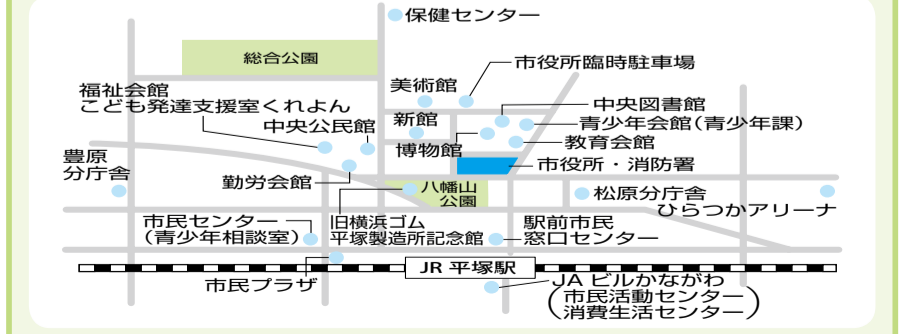 保健センター
総合公園
市役所臨時駐車場
美術館
福祉会館
こども発達支援室くれよん
中央図書館
中央公民館
新館
青少年会館(青少年課)
博物館
教育会館
豊原
分庁舎
市役所・消防署
勤労会館
八幡山
公園
松原分庁舎
ひらつかアリーナ
市民センター
(青少年相談室)
旧横浜ゴム
平塚製造所記念館
駅前市民
窓口センター
JR 平塚駅
市民プラザ
JA ビルかながわ
(市民活動センター
消費生活センター)